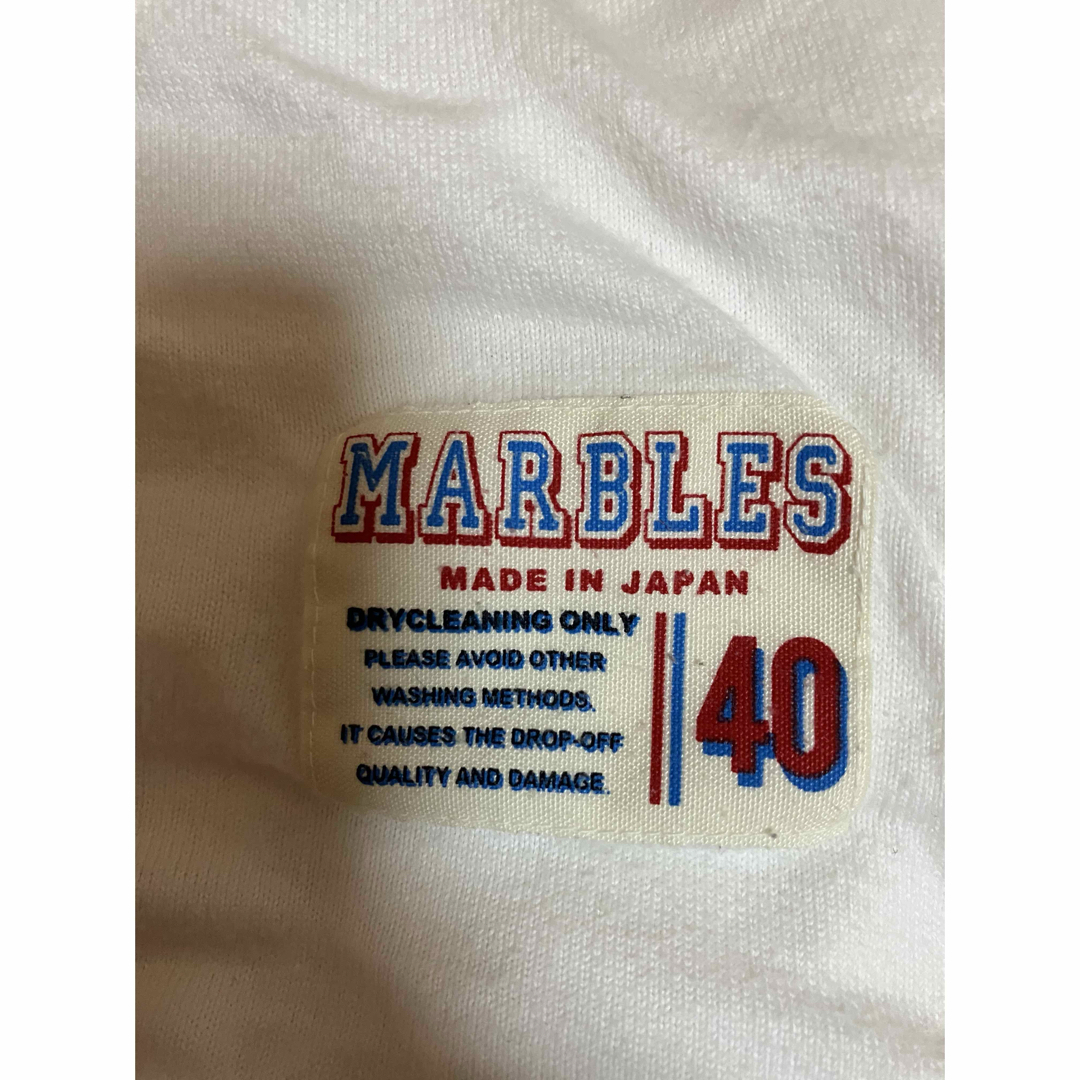 MARBLES
MADE IN JAPAN
DRYCLEANING ONLY
PLEASE AVOID OTHER
WASHING METHODS.
IT CAUSES THE DROP-OFF
QUALITY AND DAMAGE.
40